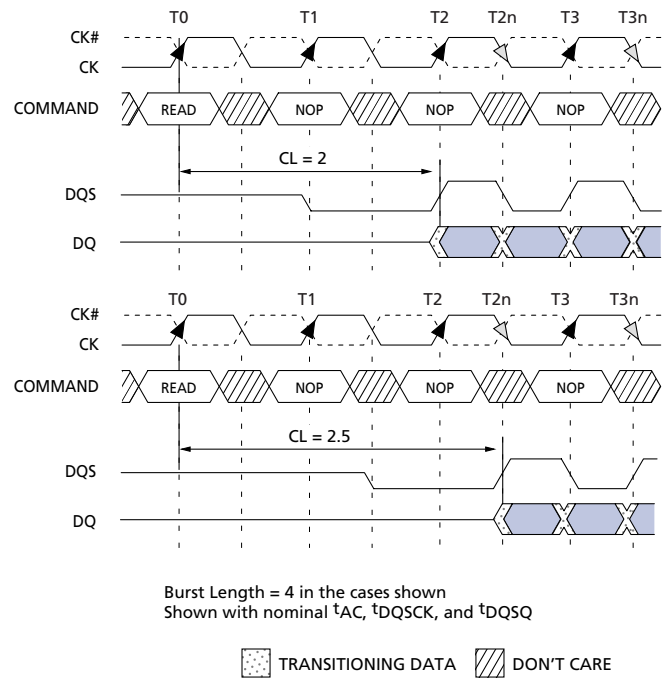 T0 T1 T2 T2n T3 T3n
CK#
CK
COMMAND READ NOP NOP NOP
CL = 2
DQS
DQ
T0 T1 T2 T2n T3 T3n
CK#
CK
COMMAND READ NOP NOP NOP
CL = 2.5
DQS
DQ
Burst Length = 4 in the cases shown
Shown with nominal tAC, tDQSCK, and tDQSQ
TRANSITIONING DATA DON'T CARE